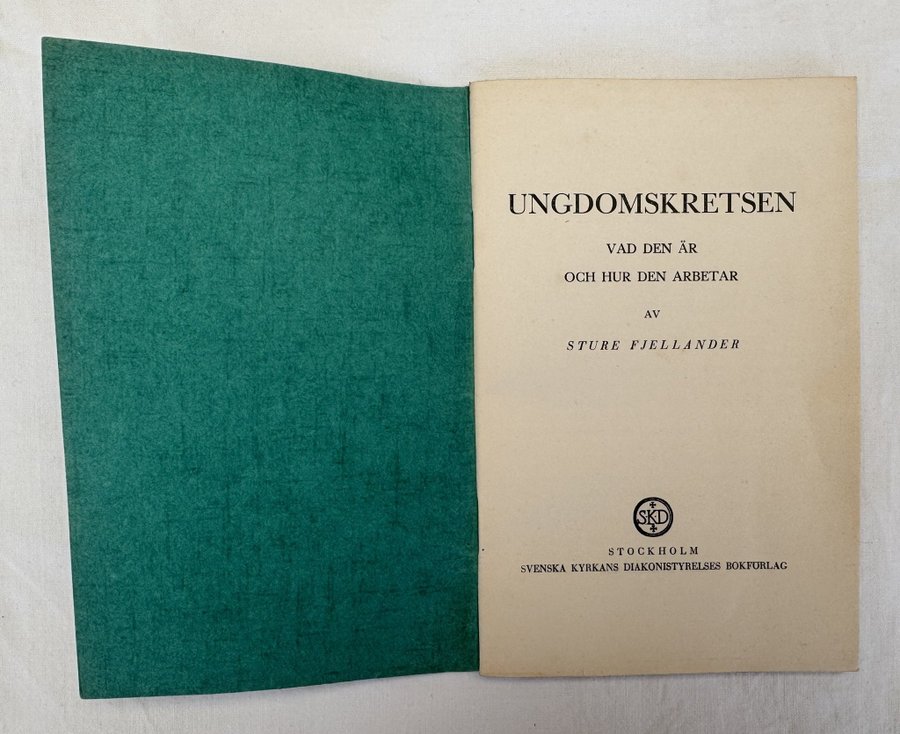 UNGDOMSKRETSEN
VAD DEN ÄR
OCH HUR DEN ARBETAR
AV
STURE FJELLANDER
SKD
STOCKHOLM
SVENSKA KYRKANS DIAKONISTYRELSES BOKFÖRLAG